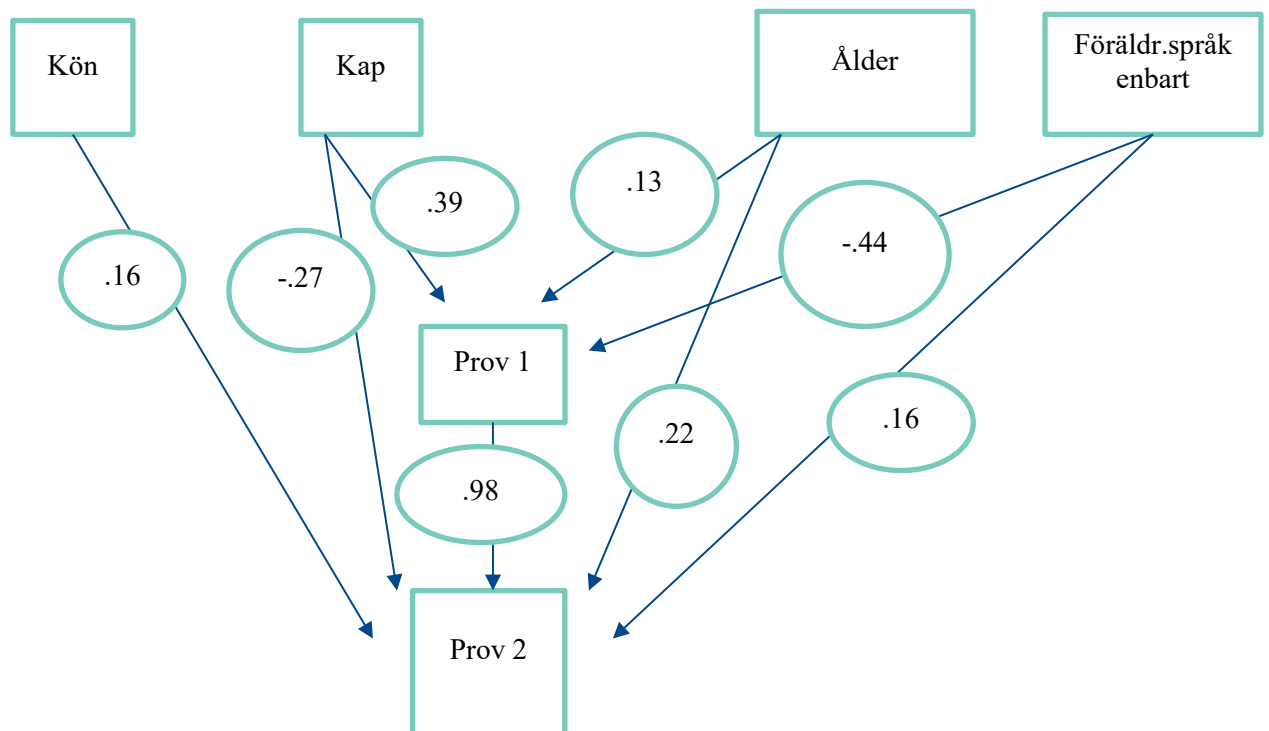 Kön
Kap
Ålder
Föräldr.språk
enbart
.39
.13
-.44
.16
-.27
Prov 1
.22
.16
.98
Prov 2